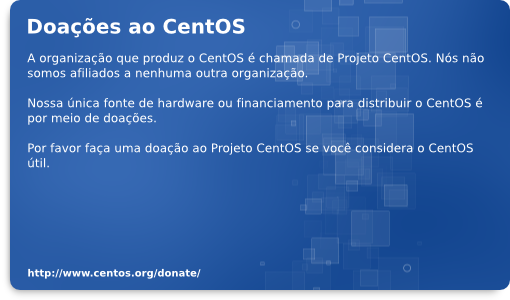 Doações ao CentOS
A organização que produz o CentOS é chamada de Projeto CentOS. Nós não
somos afiliados a nenhuma outra organização.
Nossa única fonte de hardware ou financiamento para distribuir o CentOS é
por meio de doações.
Por favor faça uma doação ao Projeto CentOS se você considera o CentOS
útil.
http://www.centos.org/donate/